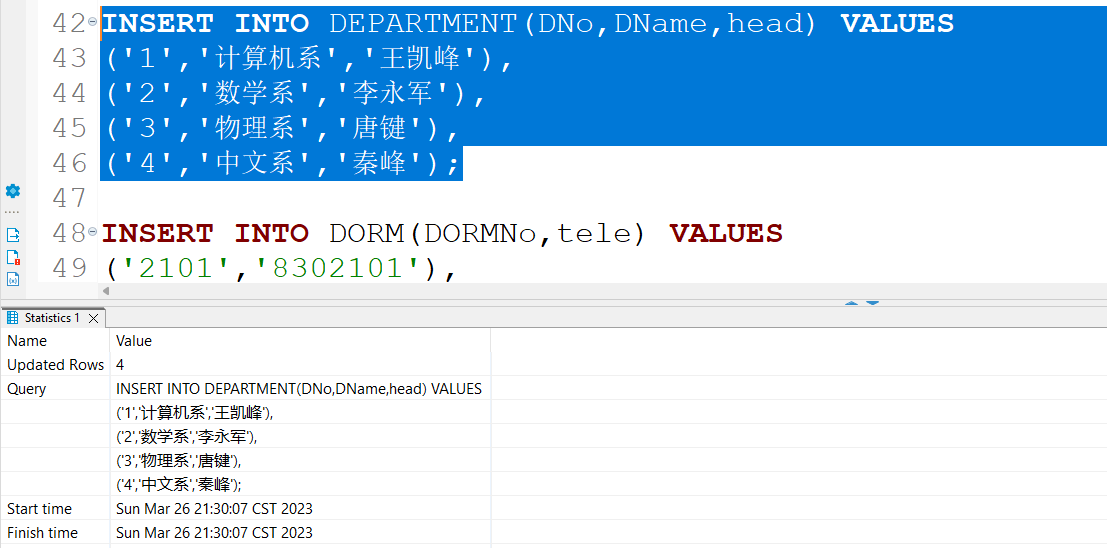 42 INSERT INTO DEPARTMENT(DNo,DName,head) VALUES
43 ('1','计算机系','王凯峰'),
44 ('2','数学系','李永军'),
45 ('3','物理系','唐键'),
46 ('4','中文系','秦峰');
47
48 INSERT INTO DORM(DORMNo,tele) VALUES
49 ('2101','8302101'),
Statistics 1
Name Value
Updated Rows 4
Query INSERT INTO DEPARTMENT(DNo,DName,head) VALUES
('1','计算机系','王凯峰'),
('2','数学系','李永军'),
('3','物理系','唐键'),
('4','中文系','秦峰');
Start time Sun Mar 26 21:30:07 CST 2023
Finish time Sun Mar 26 21:30:07 CST 2023